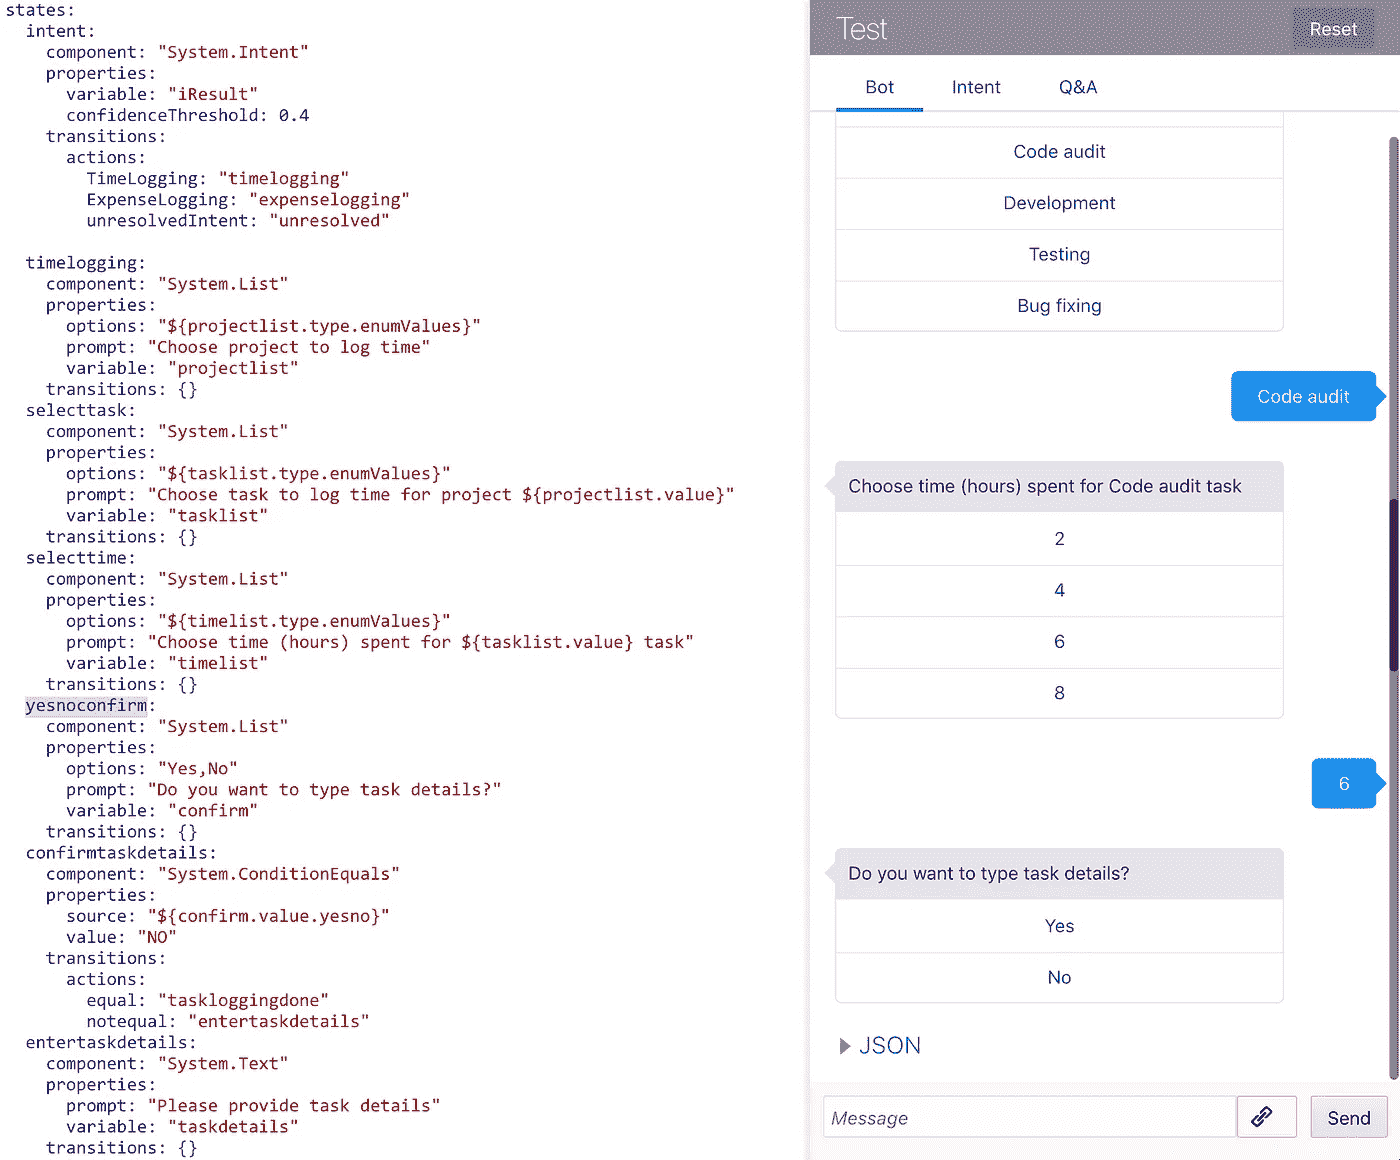 states:
  intent:
    component: "System.Intent"
    properties:
      variable: "iResult"
      confidenceThreshold: 0.4
    transitions:
      actions:
        TimeLogging: "timelogging"
        ExpenseLogging: "expenselogging"
        unresolvedIntent: "unresolved"

  timelogging:
    component: "System.List"
    properties:
      options: "${projectlist.type.enumValues}"
      prompt: "Choose project to log time"
      variable: "projectlist"
    transitions: {}
  selecttask:
    component: "System.List"
    properties:
      options: "${tasklist.type.enumValues}"
      prompt: "Choose task to log time for project ${projectlist.value}"
      variable: "tasklist"
    transitions: {}
  selecttime:
    component: "System.List"
    properties:
      options: "${timelist.type.enumValues}"
      prompt: "Choose time (hours) spent for ${tasklist.value} task"
      variable: "timelist"
    transitions: {}
  yesnoconfirm:
    component: "System.List"
    properties:
      options: "Yes,No"
      prompt: "Do you want to type task details?"
      variable: "confirm"
    transitions: {}
  confirmtaskdetails:
    component: "System.ConditionEquals"
    properties:
      source: "${confirm.value.yesno}"
      value: "NO"
    transitions:
      actions:
        equal: "taskloggingdone"
        notequal: "entertaskdetails"
  entertaskdetails:
    component: "System.Text"
    properties:
      prompt: "Please provide task details"
      variable: "taskdetails"
    transitions: {}
Test
Reset
Bot
Intent
Q&A
Code audit
Development
Testing
Bug fixing
Code audit
Choose time (hours) spent for Code audit task
2
4
6
8
6
Do you want to type task details?
Yes
No
JSON
Message
Send